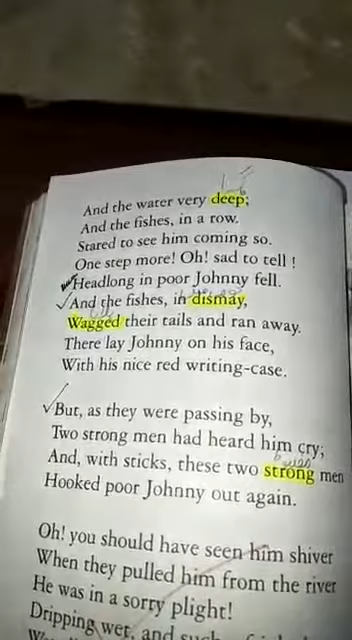 And the water very deep;
And the fishes, in a row.
Stared to see him coming so.
One step more! Oh! sad to tell !
Headlong in poor Johnny fell.
And the fishes, in dismay,
Wagged their tails and ran away.
There lay Johnny on his face,
With his nice red writing-case.
But, as they were passing by,
Two strong men had heard him cry;
And, with sticks, these two strong men
Hooked poor Johnny out again.
Oh! you should have seen him shiver
When they pulled him from the river
He was in a sorry plight!
Dripping wet, and such